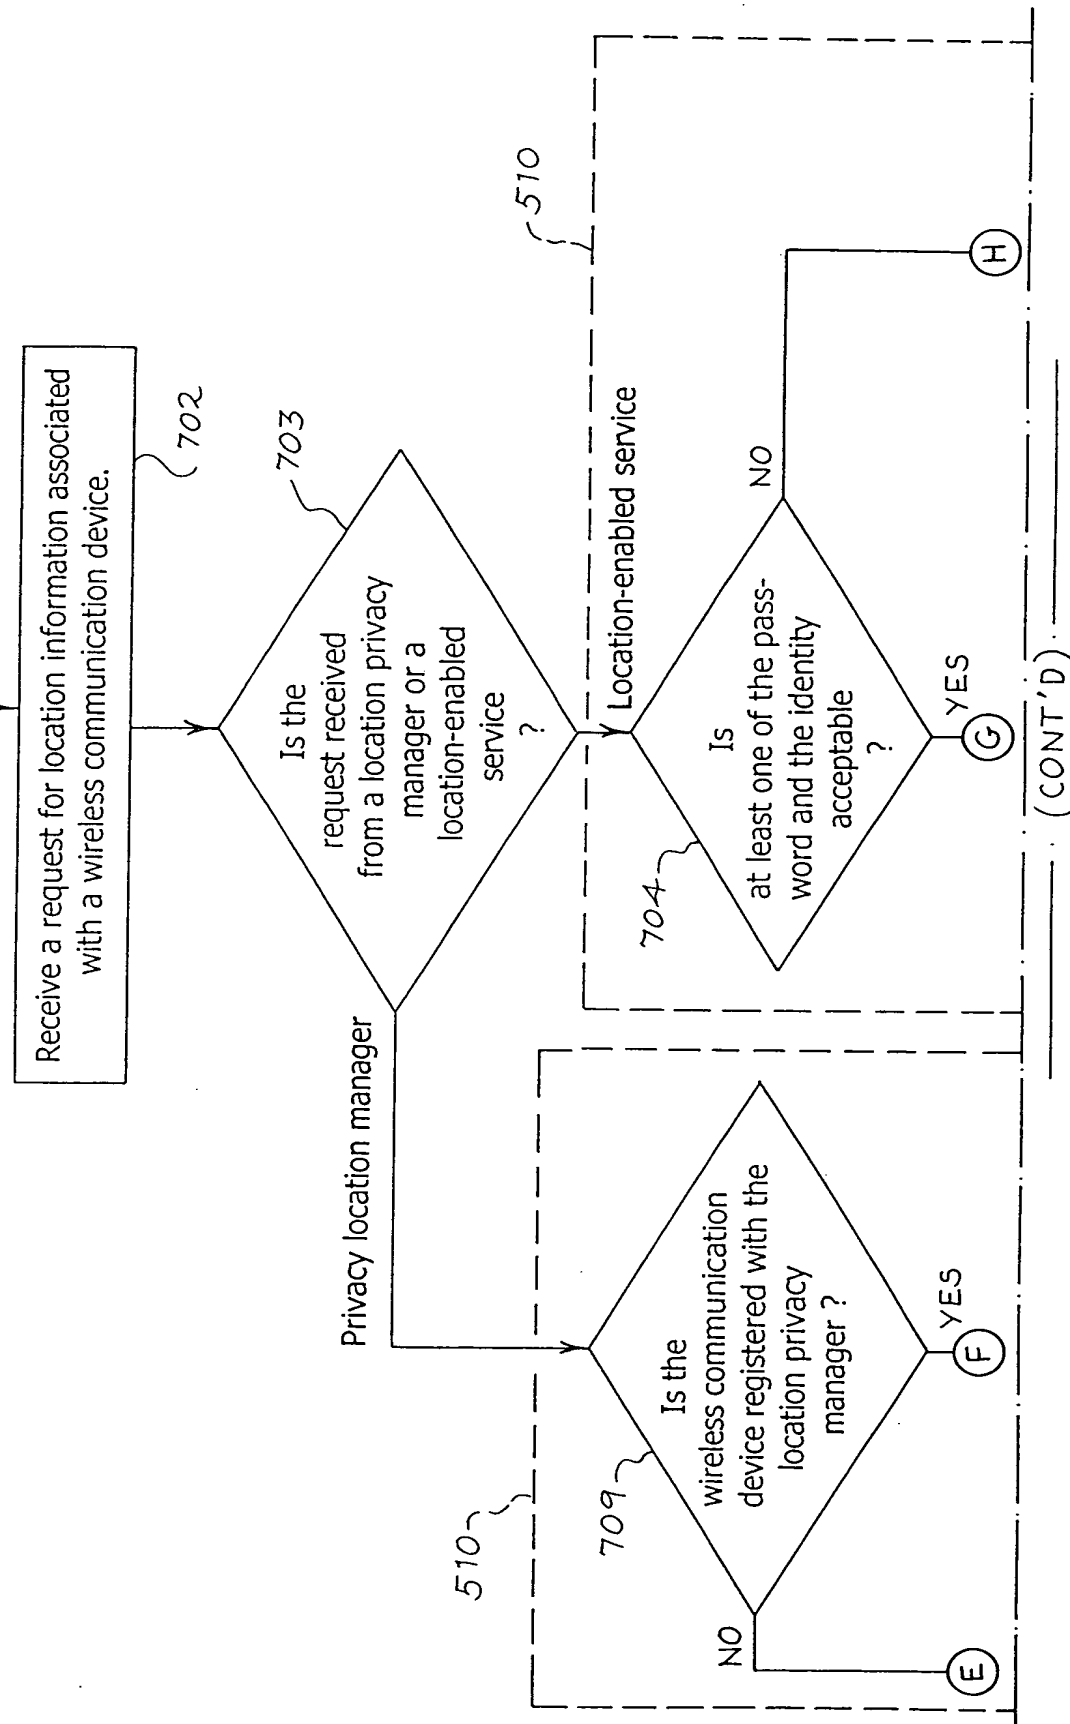 Receive a request for location information associated
with a wireless communication device.
702
703
Is the
request received
from a location privacy
manager or a
location-enabled
service
?
Privacy location manager
Location-enabled service
510
510
709
Is the
wireless communication
device registered with the
location privacy
manager ?
NO
YES
E
F
704
Is
at least one of the pass-
word and the identity
acceptable
?
NO
YES
G
H
(CONT'D)